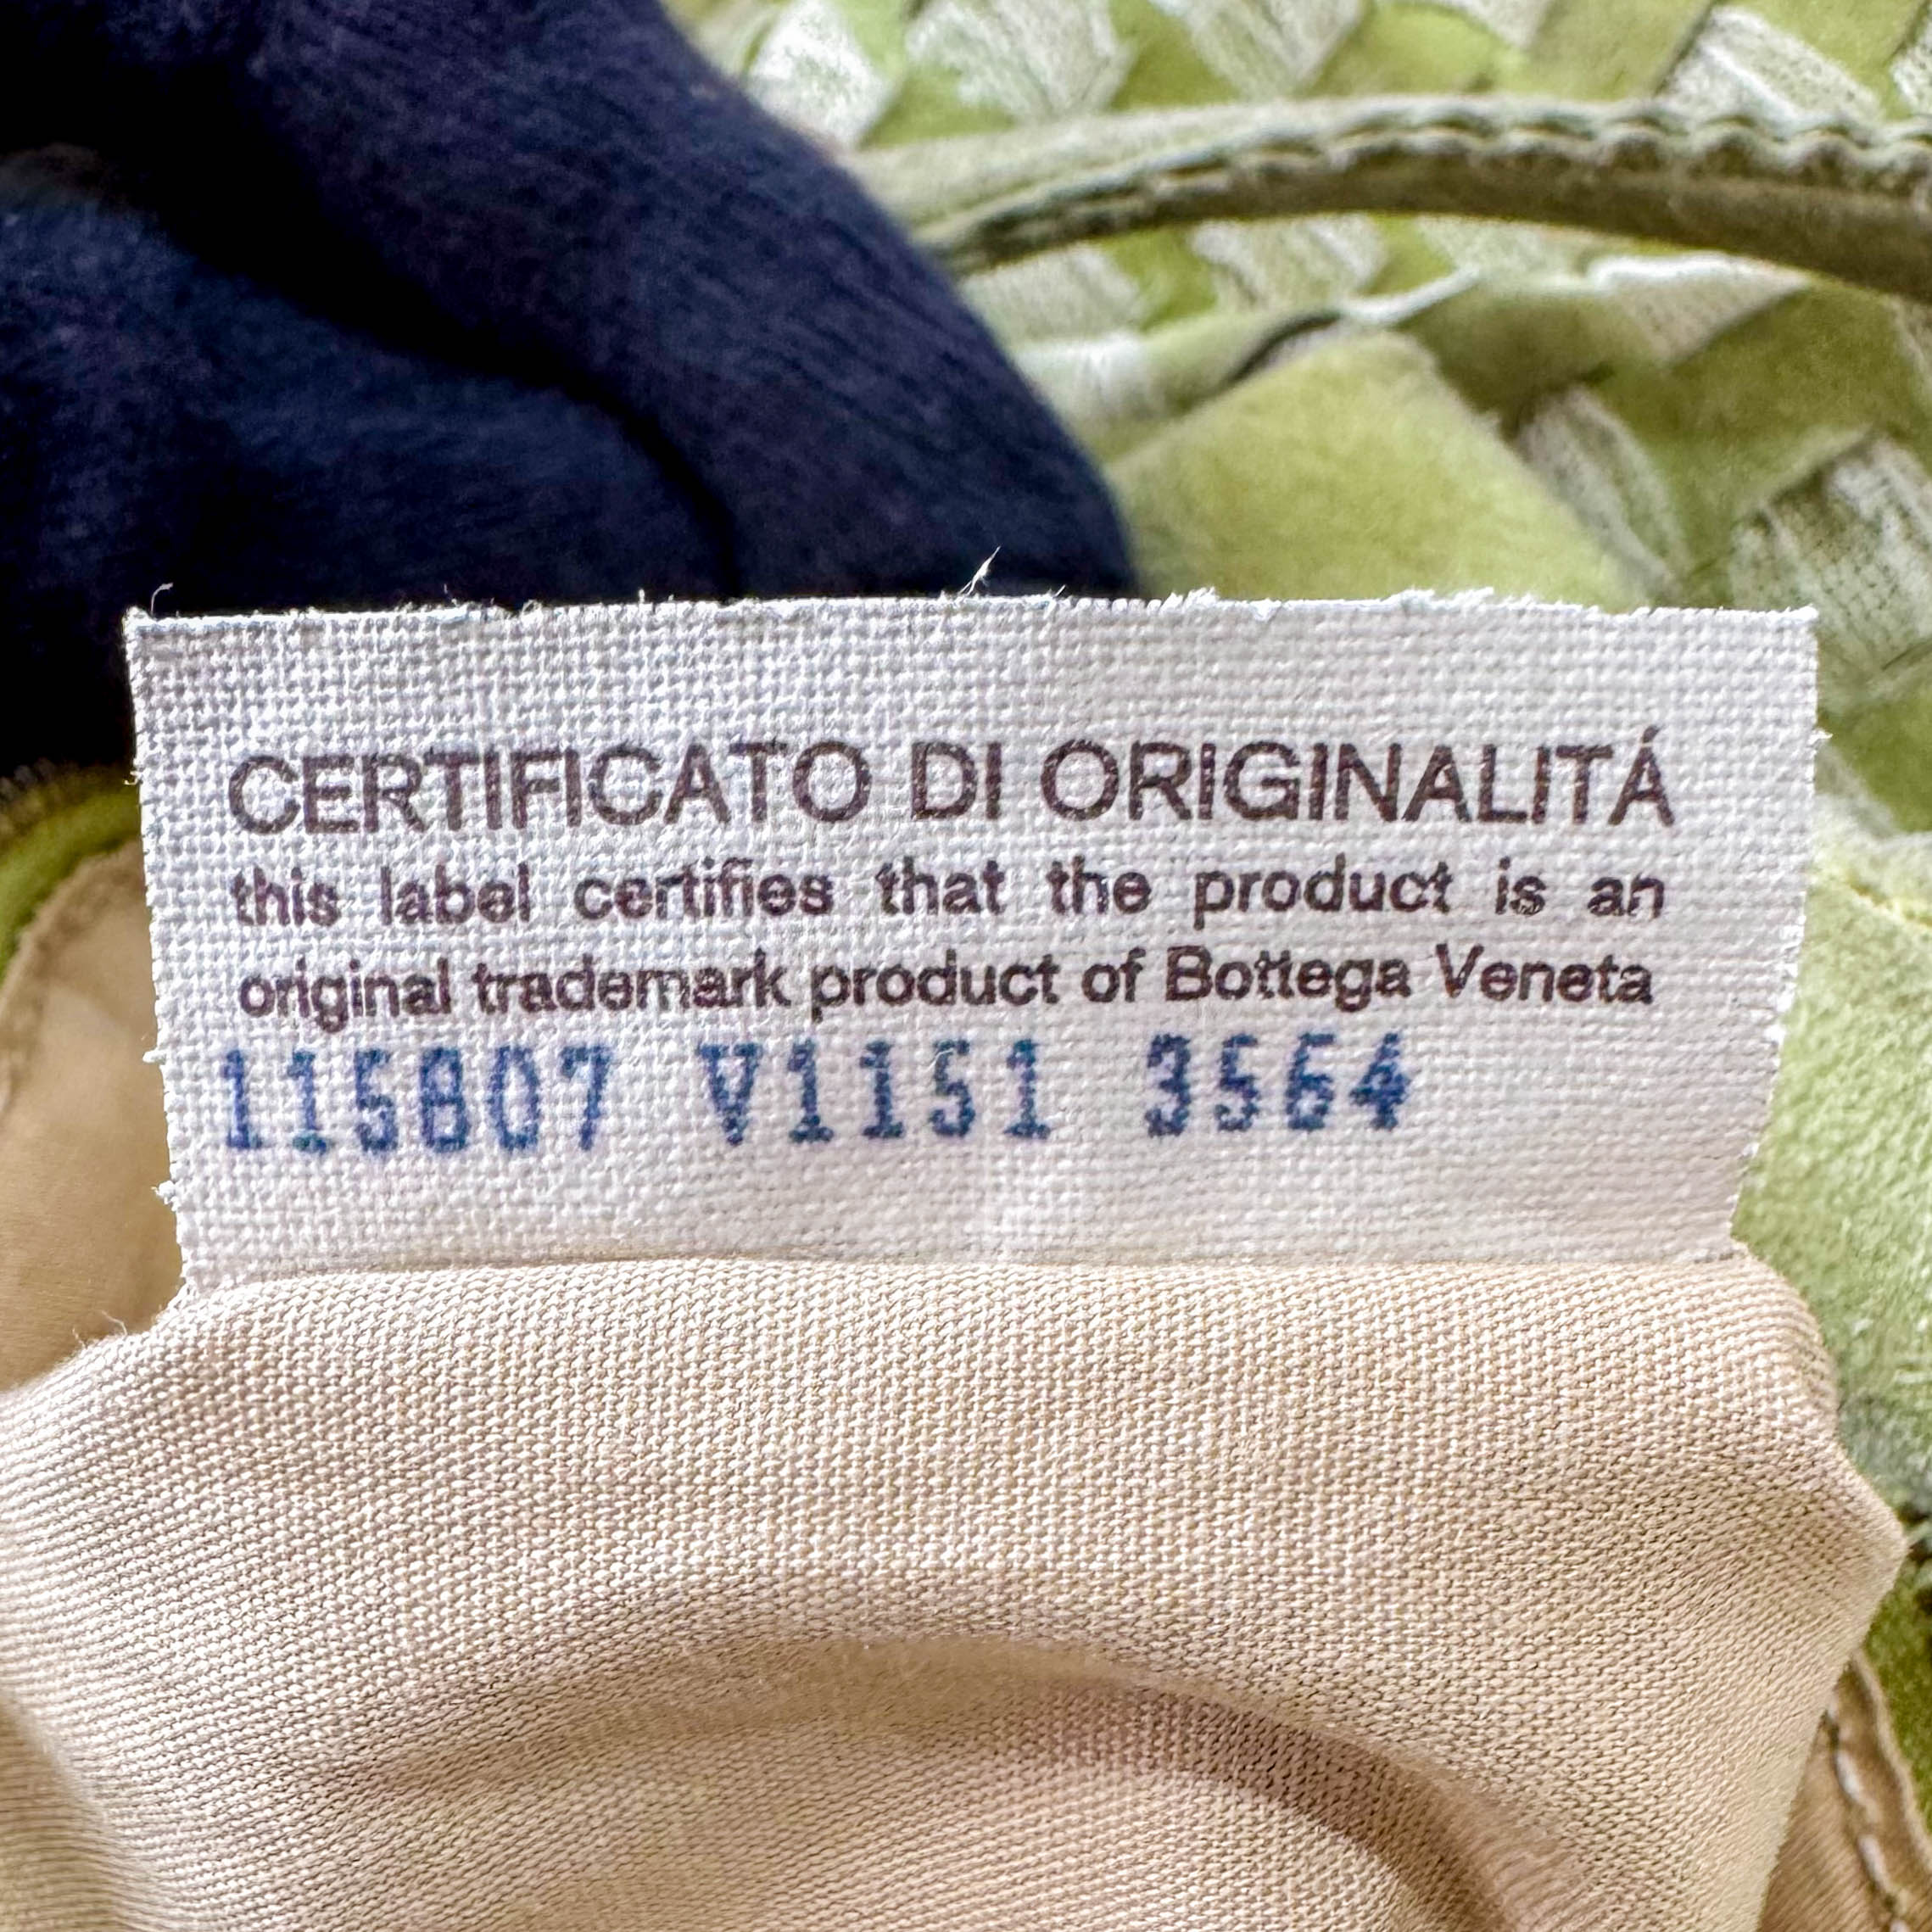 CERTIFICATO DI ORIGINALITÁ
this label certifies that the product is an
original trademark product of Bottega Veneta
115807 V1151 3564